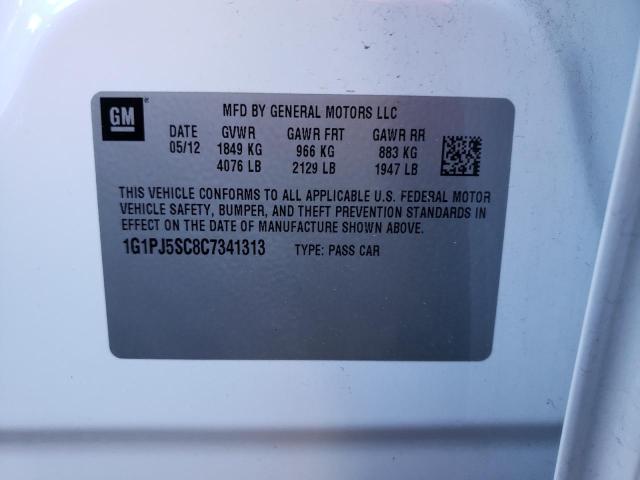 GM ®
MFD BY GENERAL MOTORS LLC
DATE GVWR GAWR FRT GAWR RR
05/12 1849 KG 966 KG 883 KG
4076 LB 2129 LB 1947 LB
THIS VEHICLE CONFORMS TO ALL APPLICABLE U.S. FEDERAL MOTOR
VEHICLE SAFETY, BUMPER, AND THEFT PREVENTION STANDARDS IN
EFFECT ON THE DATE OF MANUFACTURE SHOWN ABOVE.
1G1PJ5SC8C7341313 TYPE: PASS CAR